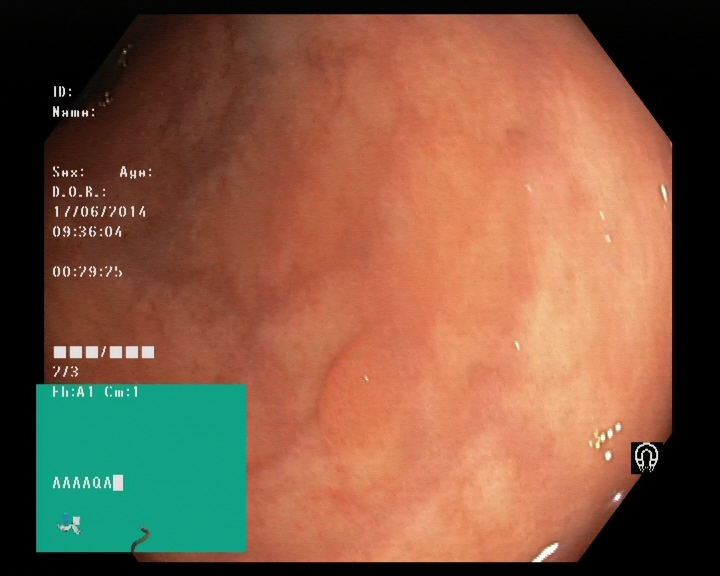 ID:
Name:
Sex: Age:
D.O.B.:
17/06/2014
09:36:04
00:29:25
■■■/■■■
2/3
Eh:A1 Cm:1
AAAAQA